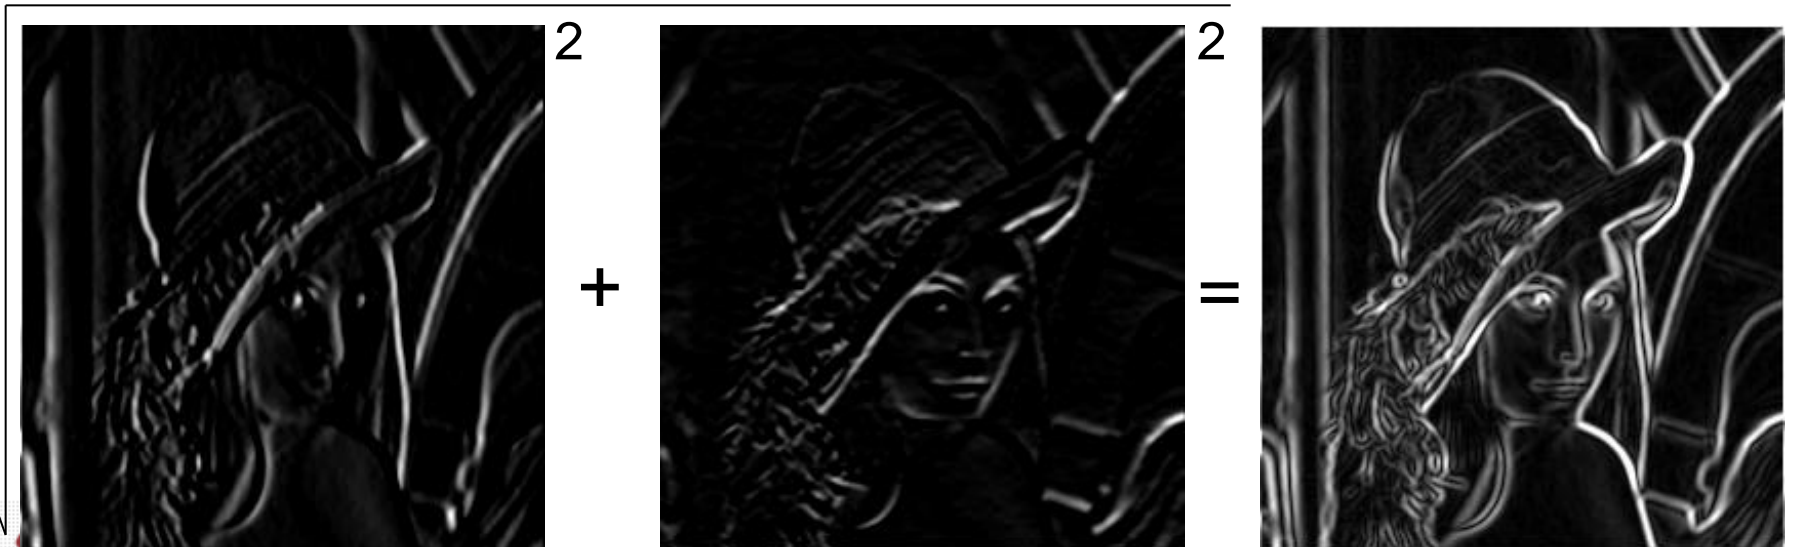 2 + 2 =